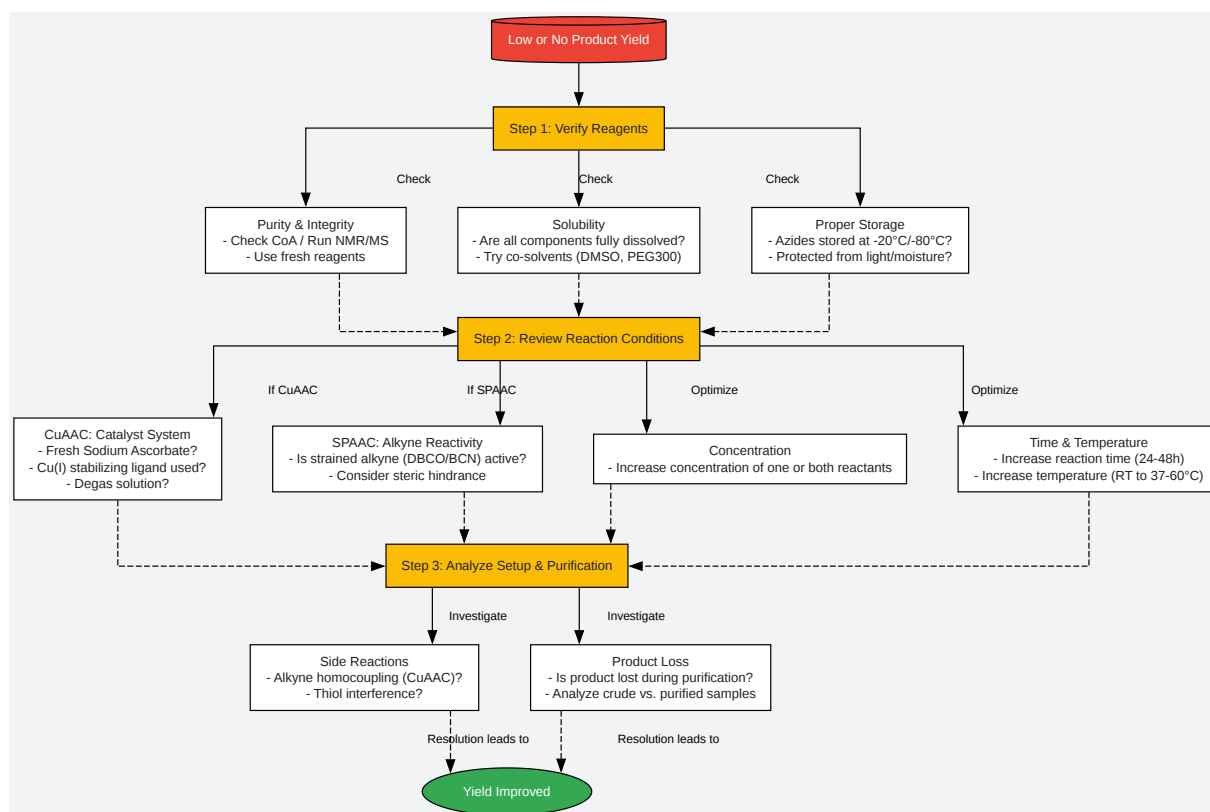 Low or No Product Yield
Step 1: Verify Reagents
Check
Check
Check
Purity & Integrity
- Check CoA / Run NMR/MS
- Use fresh reagents
Solubility
- Are all components fully dissolved?
- Try co-solvents (DMSO, PEG300)
Proper Storage
- Azides stored at -20°C/-80°C?
- Protected from light/moisture?
Step 2: Review Reaction Conditions
If CuAAC
If SPAAC
Optimize
Optimize
CuAAC: Catalyst System
- Fresh Sodium Ascorbate?
- Cu(I) stabilizing ligand used?
- Degas solution?
SPAAC: Alkyne Reactivity
- Is strained alkyne (DBCO/BCN) active?
- Consider steric hindrance
Concentration
- Increase concentration of one or both reactants
Time & Temperature
- Increase reaction time (24-48h)
- Increase temperature (RT to 37-60°C)
Step 3: Analyze Setup & Purification
Investigate
Investigate
Side Reactions
- Alkyne homocoupling (CuAAC)?
- Thiol interference?
Product Loss
- Is product lost during purification?
- Analyze crude vs. purified samples
Resolution leads to
Resolution leads to
Yield Improved